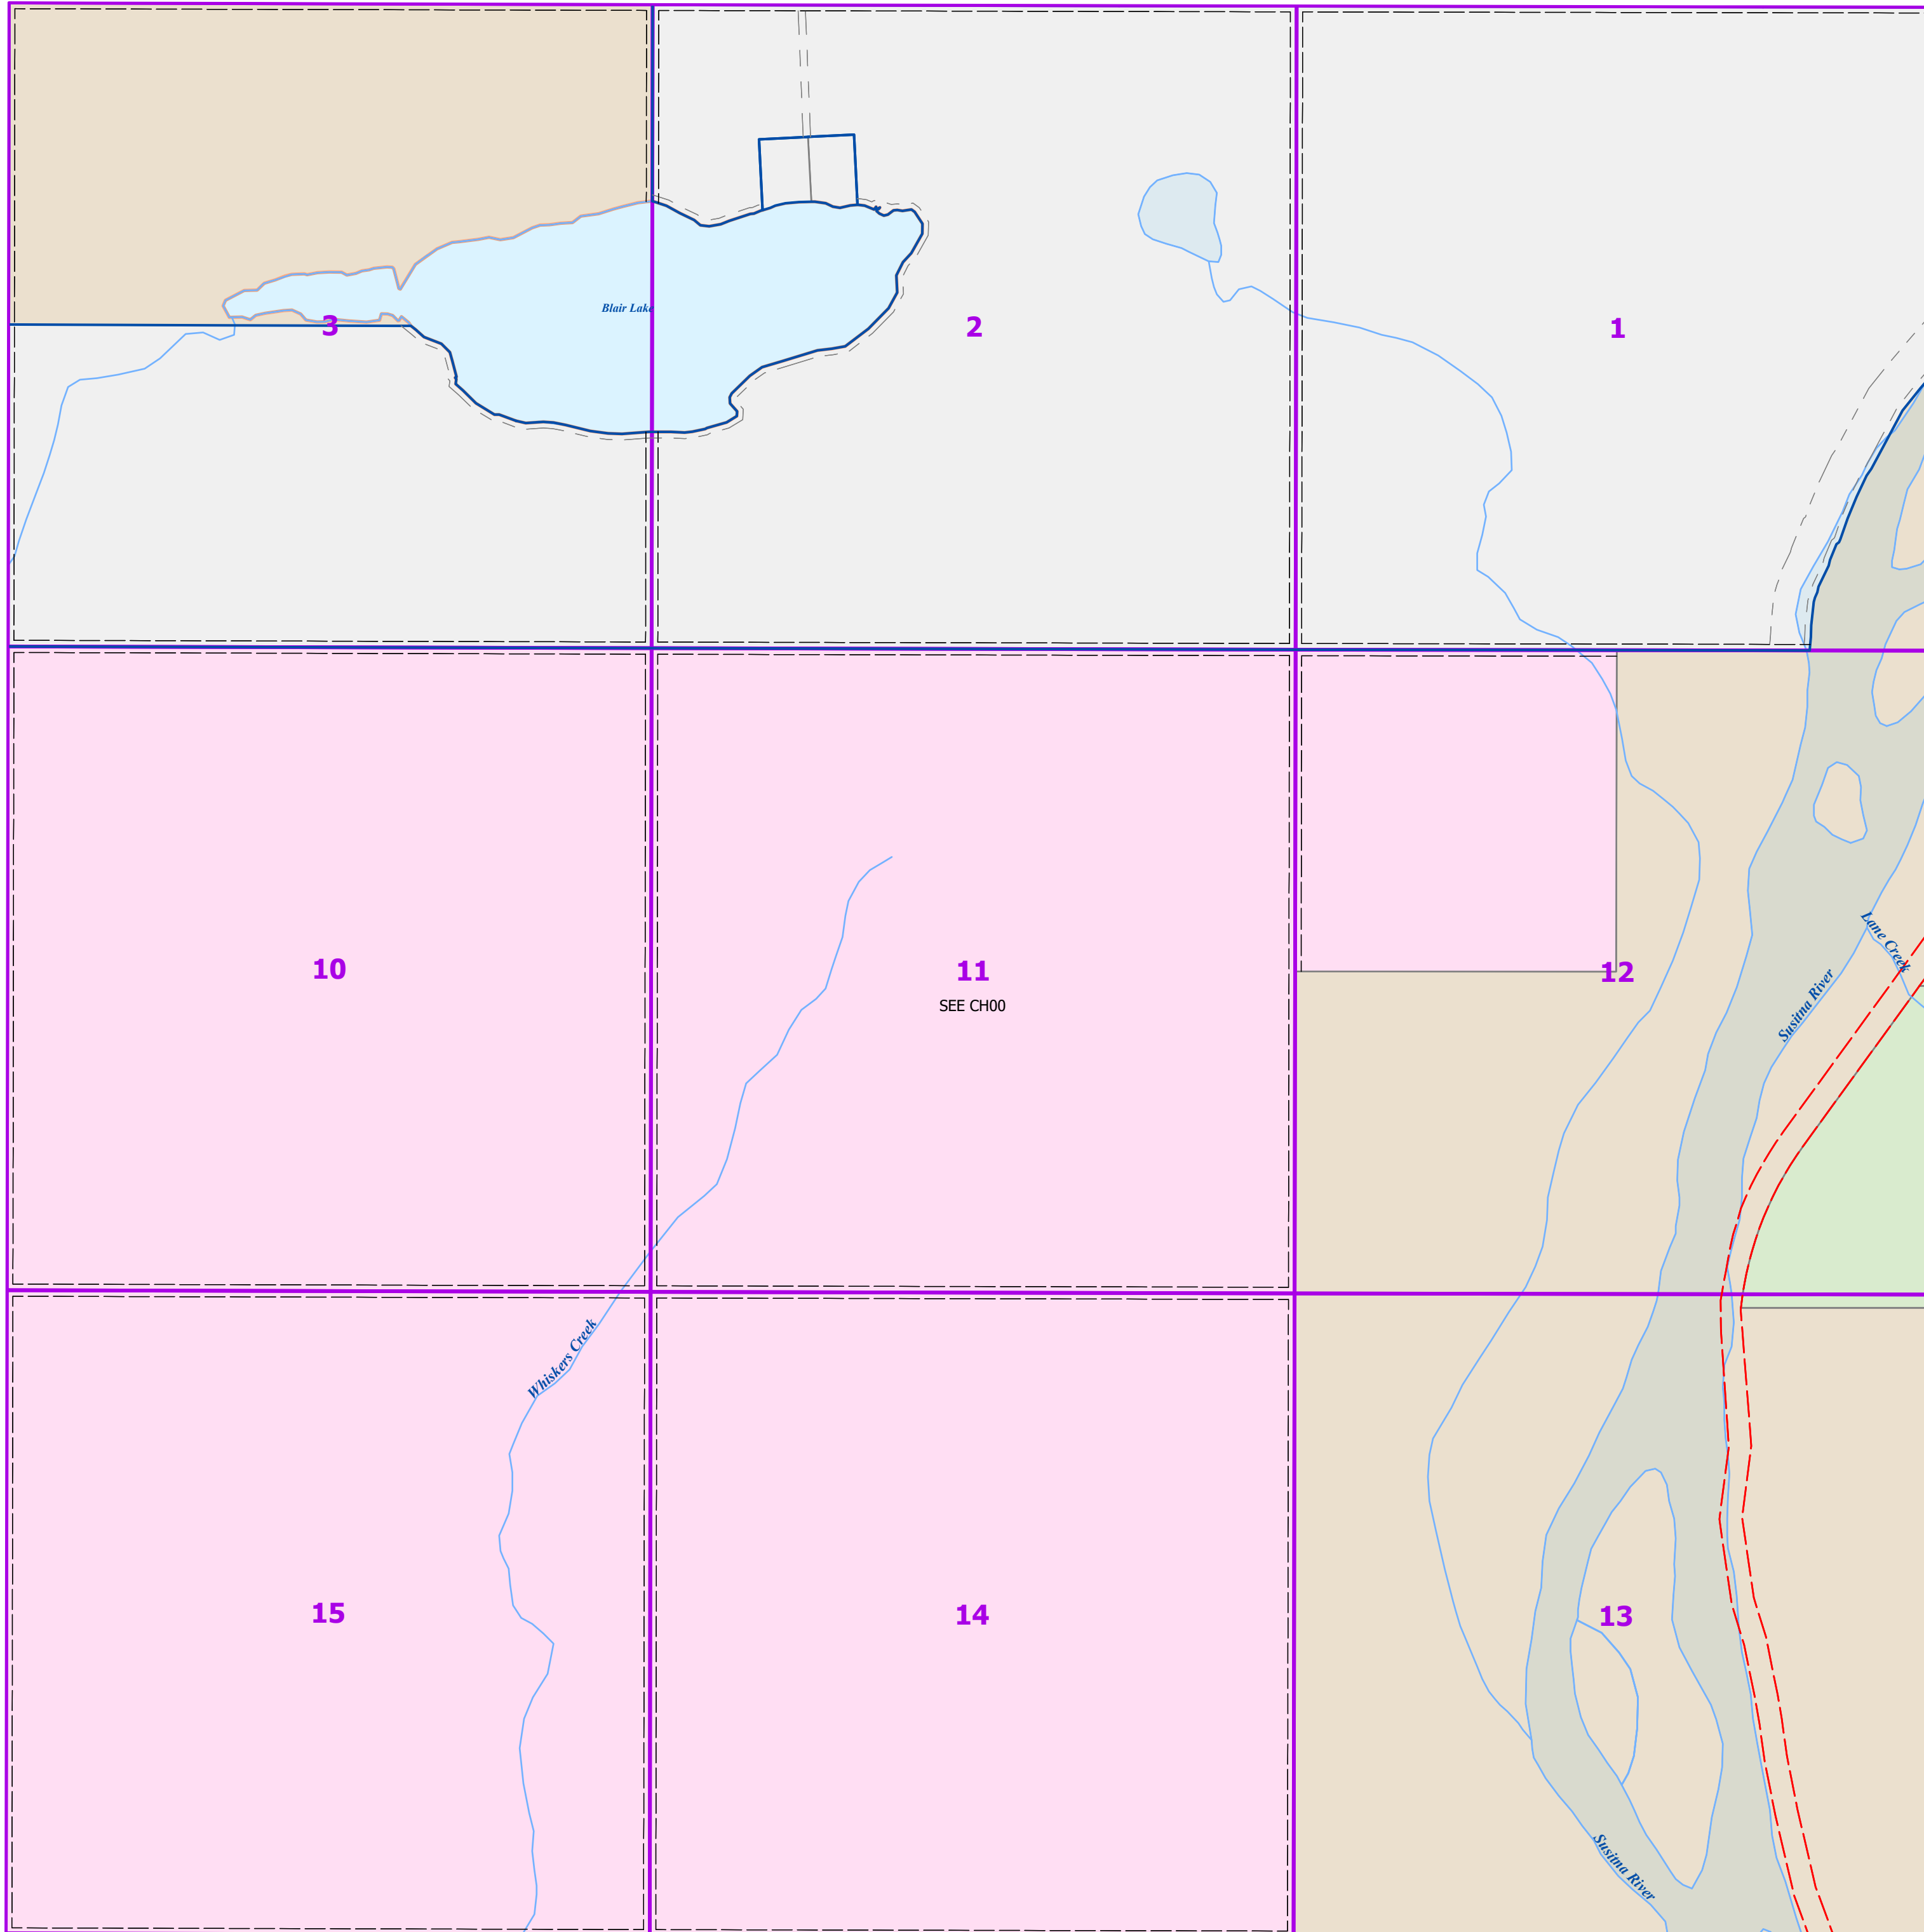 Blair Lake
3
2
1
10
11
SEE CH00
12
Lane Creek
Susitna River
Whiskers Creek
15
14
13
Susitna River